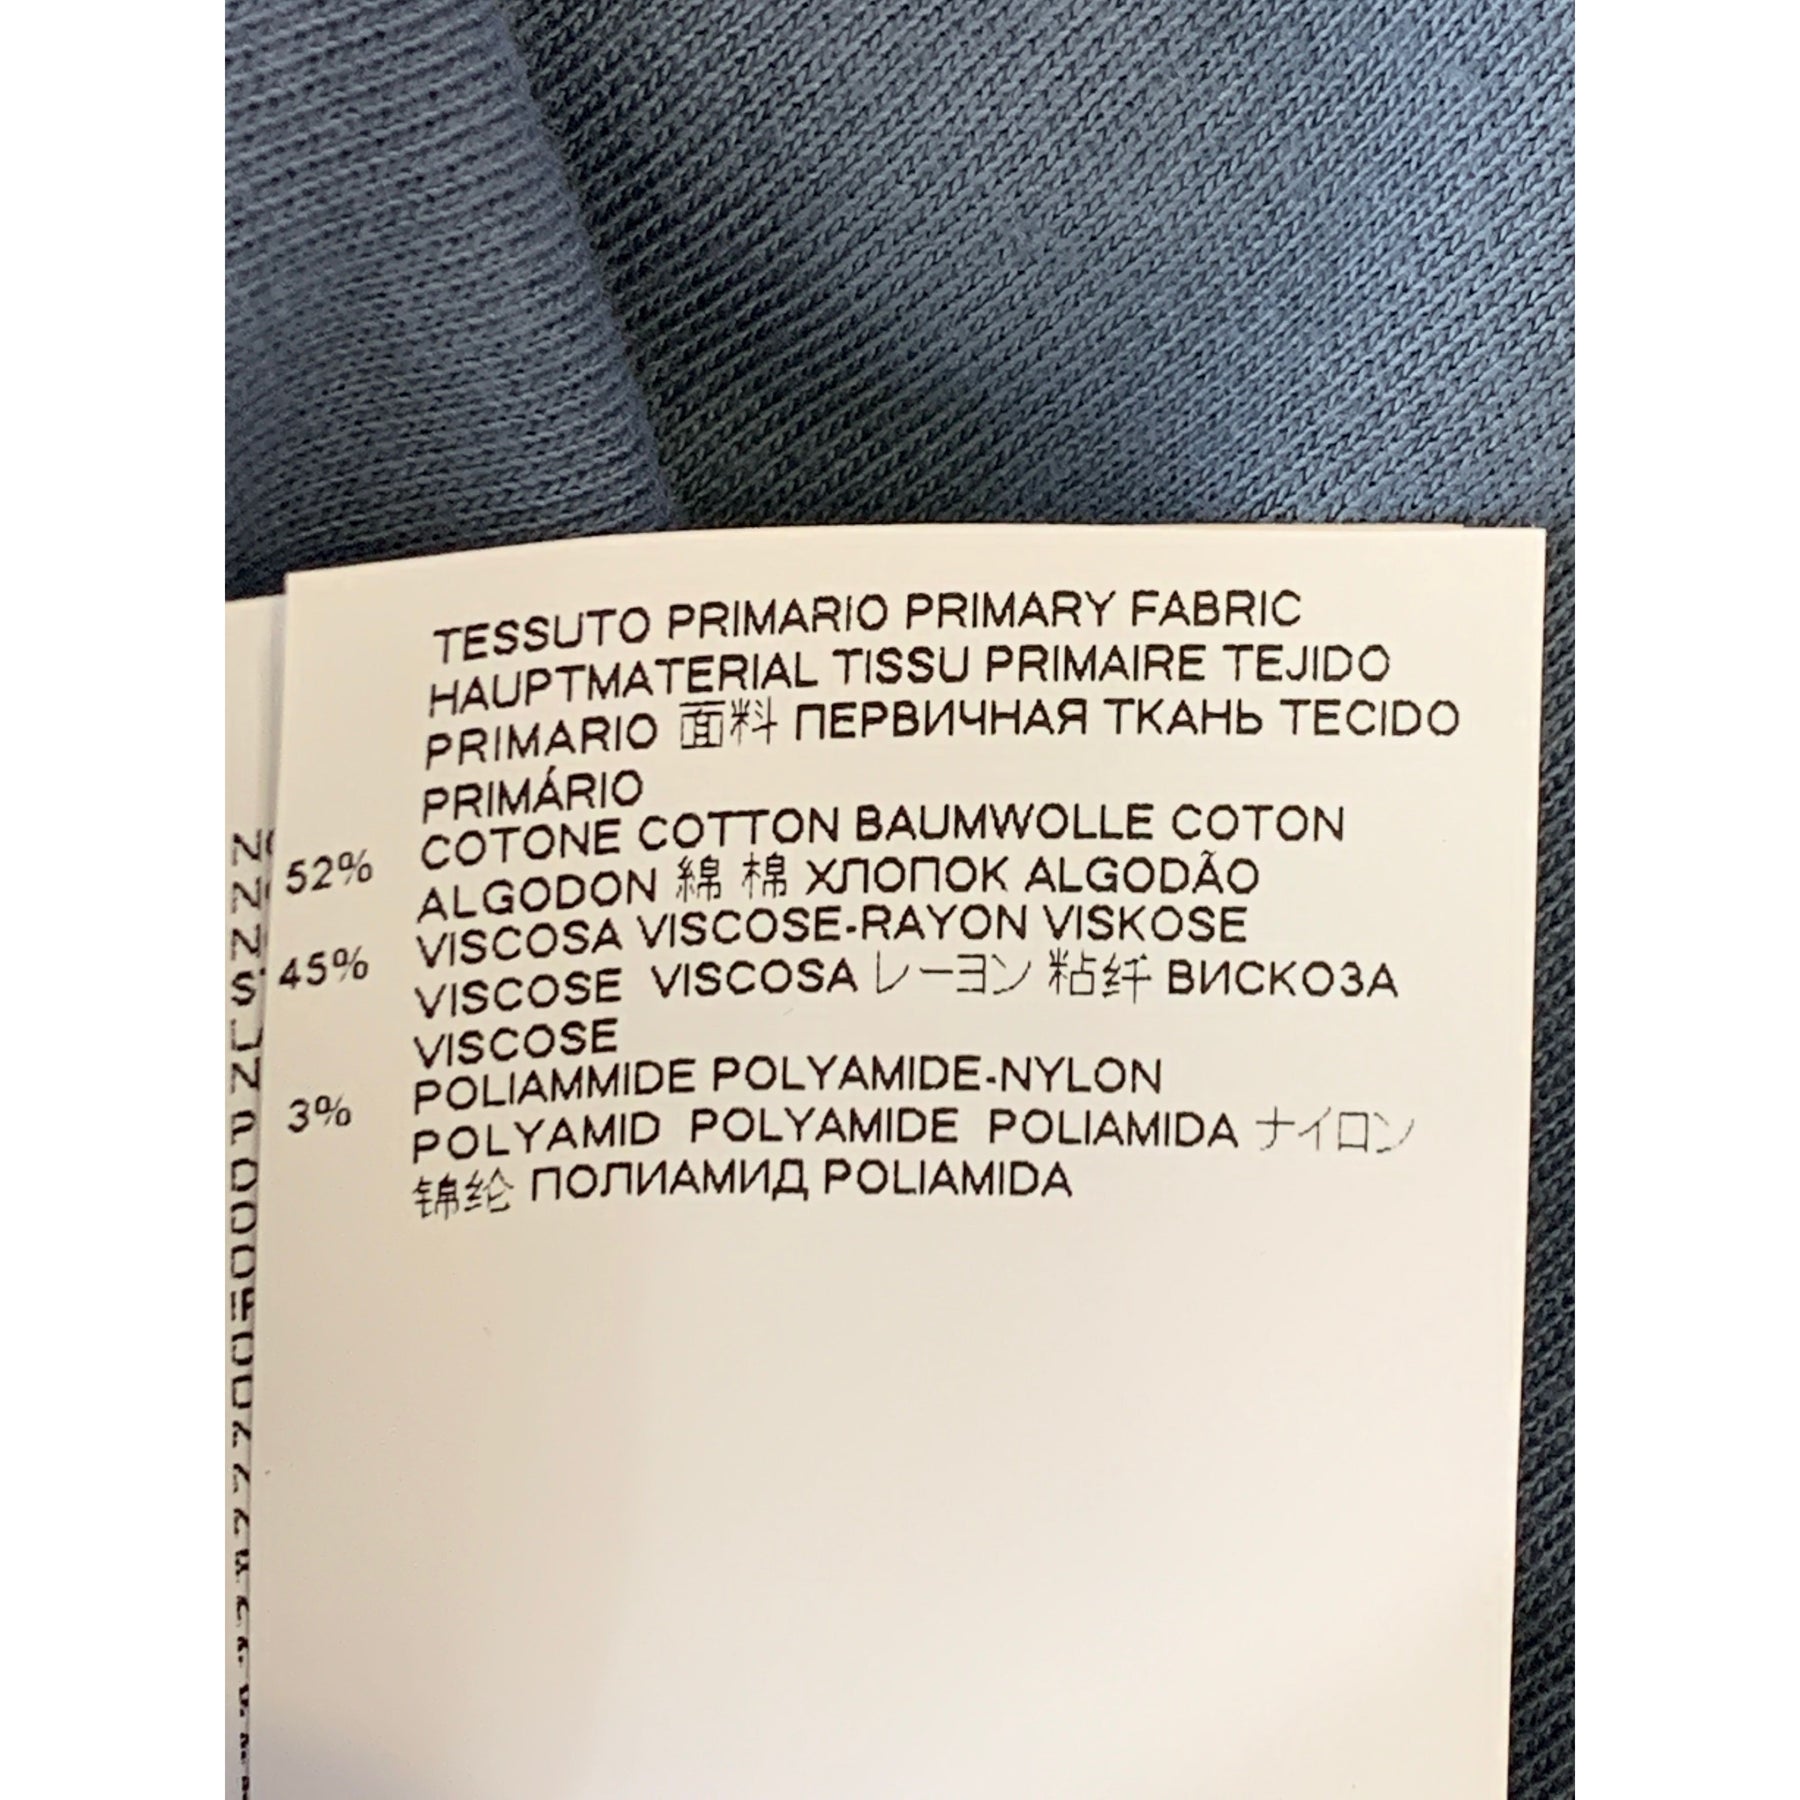 TESSUTO PRIMARIO PRIMARY FABRIC
HAUPTMATERIAL TISSU PRIMAIRE TEJIDO
PRIMARIO 面料 ПЕРВИЧНАЯ ТКАНЬ TECIDO
PRIMÁRIO
52% COTONE COTTON BAUMWOLLE COTON
ALGODON 綿 棉 ХЛОПОК ALGODÃO
45% VISCOSA VISCOSE-RAYON VISKOSE
VISCOSE VISCOSA レーヨン 粘纤 ВИСКОЗА
VISCOSE
3% POLIAMMIDE POLYAMIDE-NYLON
POLYAMID POLYAMIDE POLIAMIDA ナイロン
锦纶 ПОЛИАМИД POLIAMIDA